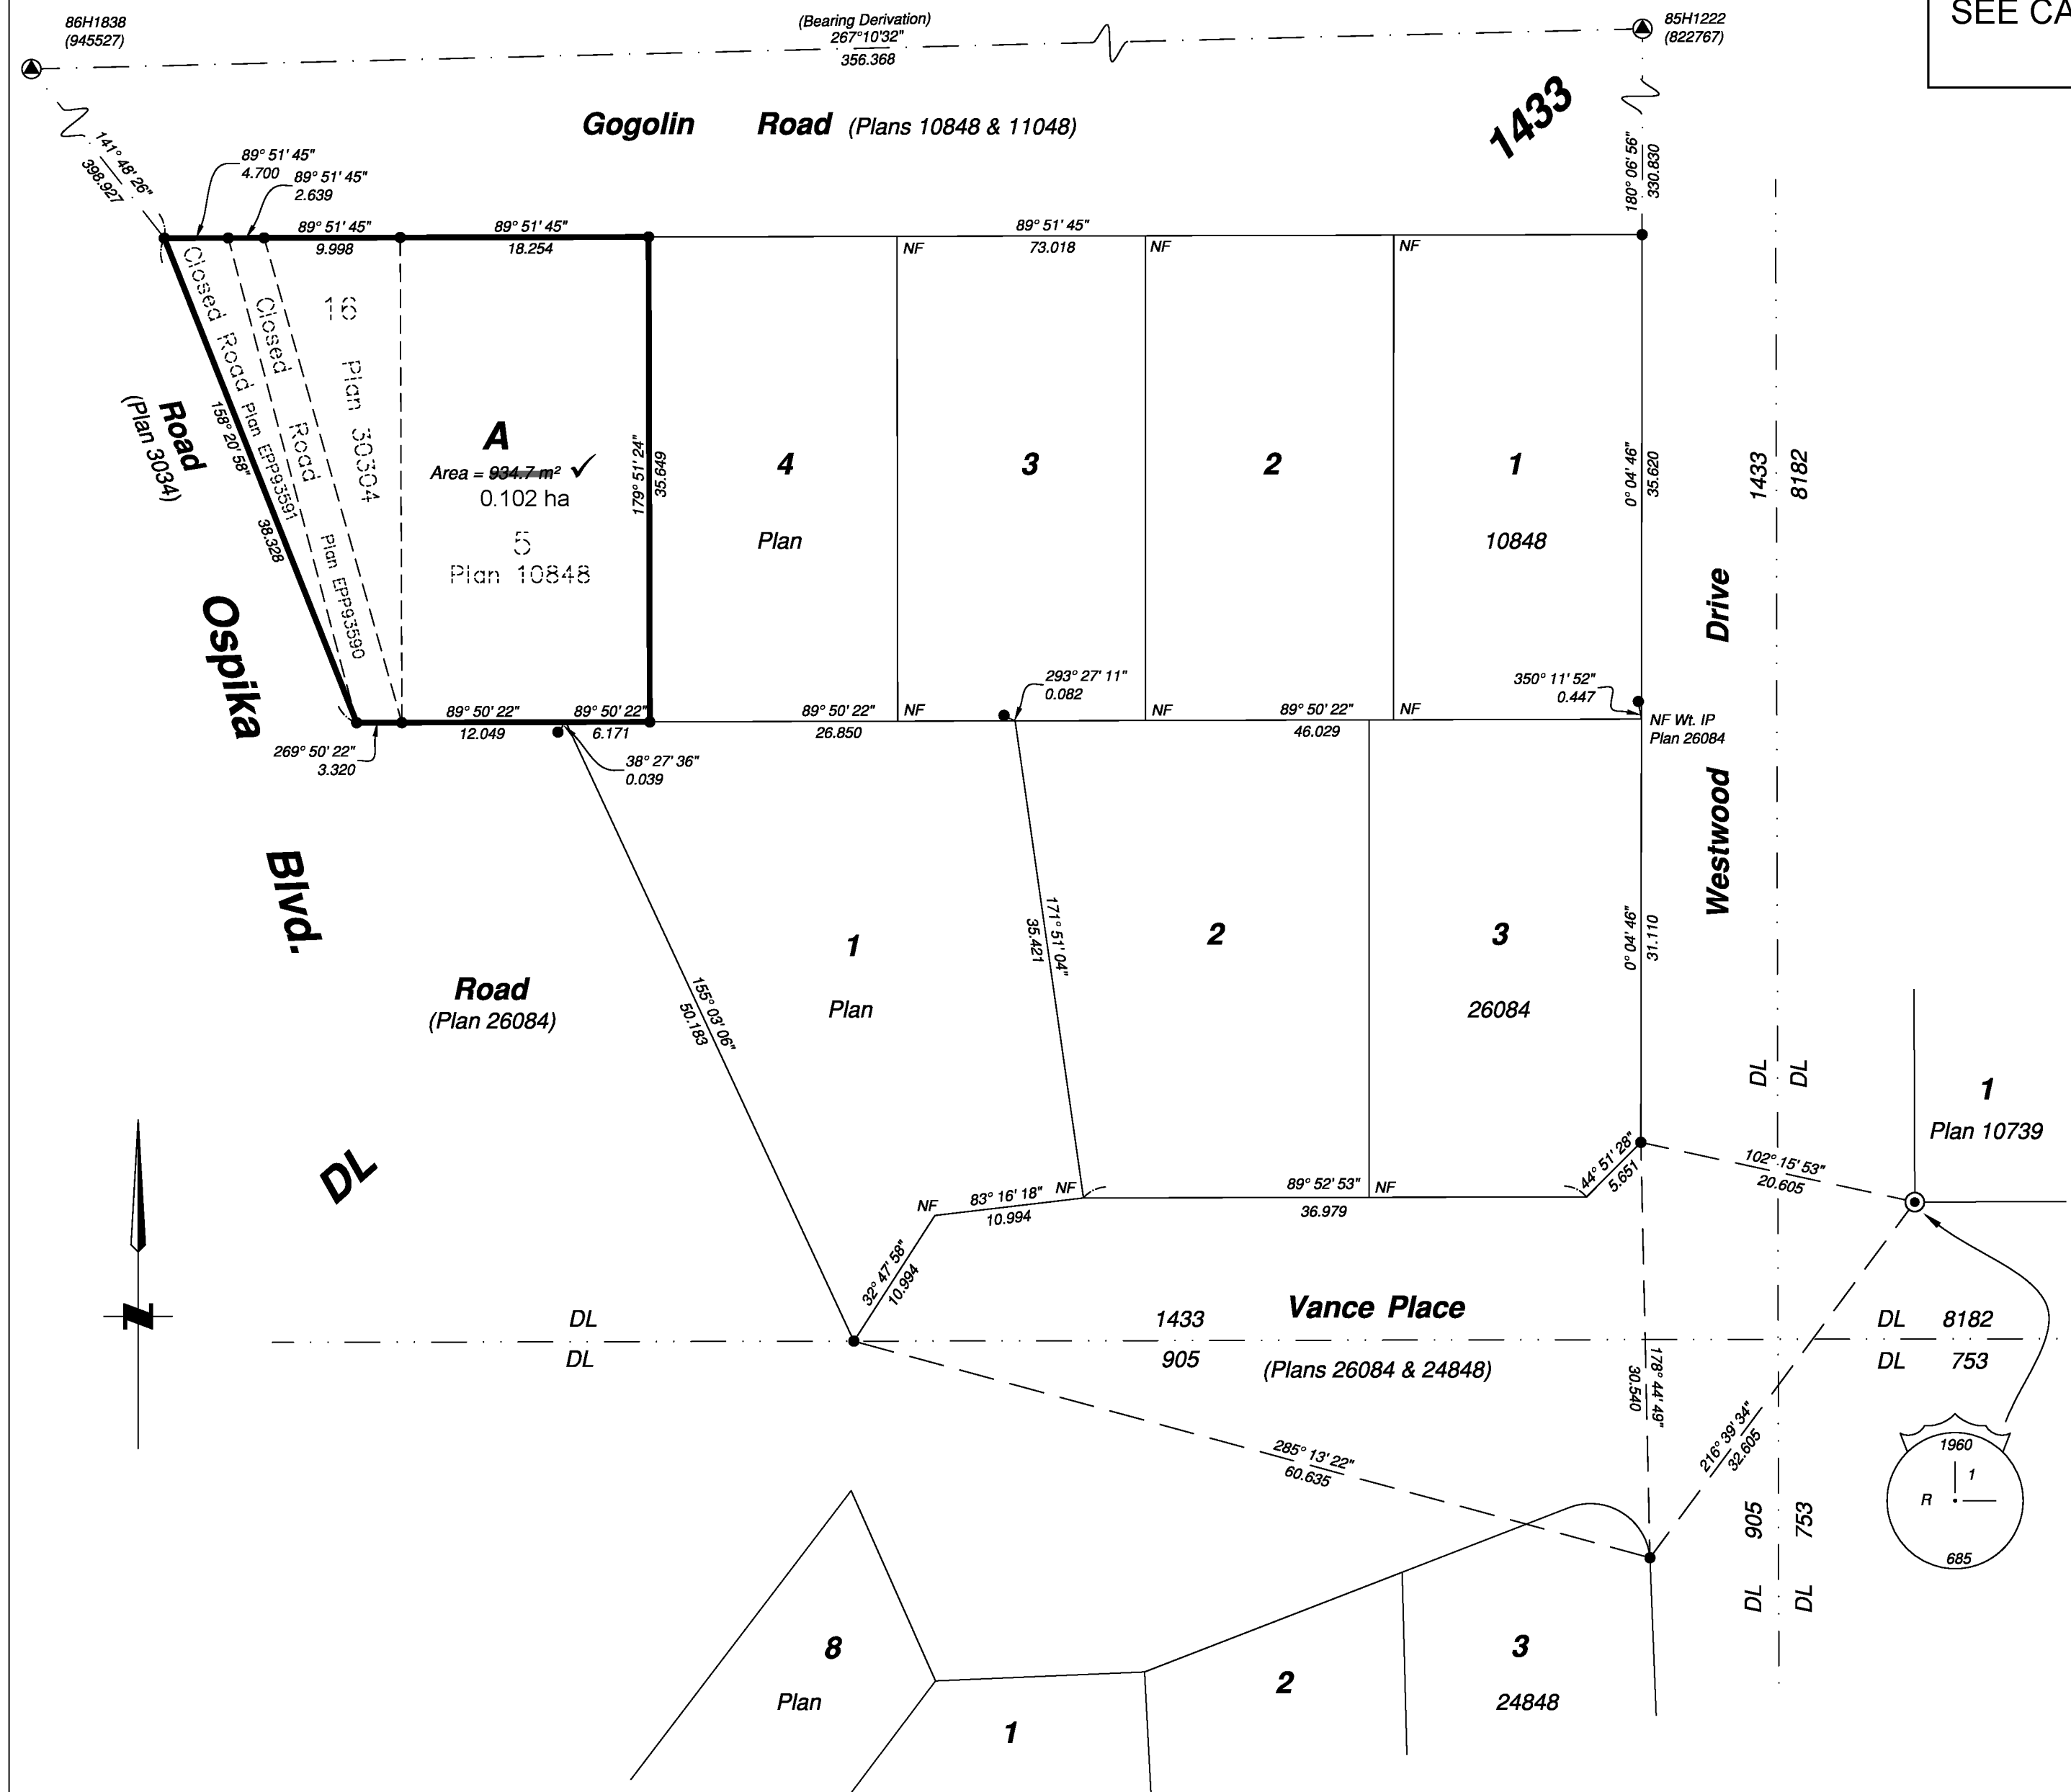 86H1838
(945527)
(Bearing Derivation)
267°10'32"
356.368
85H1222
(822767)
SEE CA
Gogolin Road (Plans 10848 & 11048)
1433
141° 48' 26"
398.927
180° 06' 56"
330.830
89° 51' 45"
4.700
89° 51' 45"
2.639
89° 51' 45"
9.998
89° 51' 45"
18.254
89° 51' 45"
73.018
NF
NF
NF
Closed Road Plan EPP93591
Closed Road Plan EPP93590
16
Plan 30304
Road
(Plan 3034)
158° 20' 58"
38.328
A
Area = 934.7 m² ✓
0.102 ha
5
Plan 10848
179° 51' 24"
35.649
4
Plan
3
2
1
10848
0° 04' 46"
35.620
1433
8182
Ospika
Blvd.
Westwood Drive
293° 27' 11"
0.082
350° 11' 52"
0.447
NF Wt. IP
Plan 26084
89° 50' 22"
12.049
89° 50' 22"
6.171
89° 50' 22"
26.850
NF
NF
89° 50' 22"
46.029
NF
269° 50' 22"
3.320
38° 27' 36"
0.039
1
Plan
2
3
26084
171° 51' 04"
35.421
0° 04' 46"
31.110
155° 03' 06"
50.183
Road
(Plan 26084)
DL
DL
DL
1
Plan 10739
102° 15' 53"
20.605
44° 51' 28"
5.651
NF
83° 16' 18"
10.994
NF
89° 52' 53"
36.979
NF
32° 47' 58"
10.994
N
DL
DL
1433
905
Vance Place
(Plans 26084 & 24848)
DL 8182
DL 753
178° 44' 49"
30.540
216° 39' 34"
32.605
285° 13' 22"
60.635
1960
1
R
685
905
753
DL
DL
8
Plan
1
2
3
24848